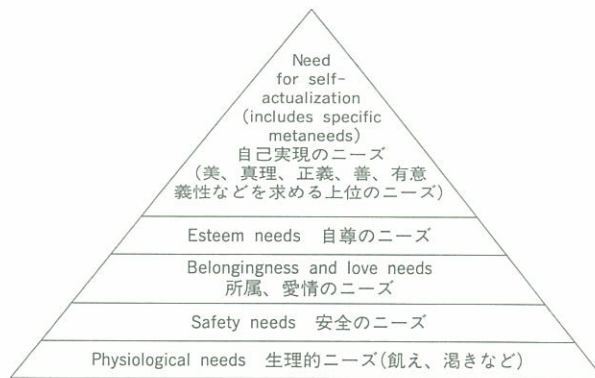 Need
for self-
actualization
(includes specific
metaneeds)
自己実現のニーズ
(美、真理、正義、善、有意
義性などを求める上位のニーズ)
Esteem needs 自尊のニーズ
Belongingness and love needs
所属、愛情のニーズ
Safety needs 安全のニーズ
Physiological needs 生理的ニーズ(飢え、渇きなど)